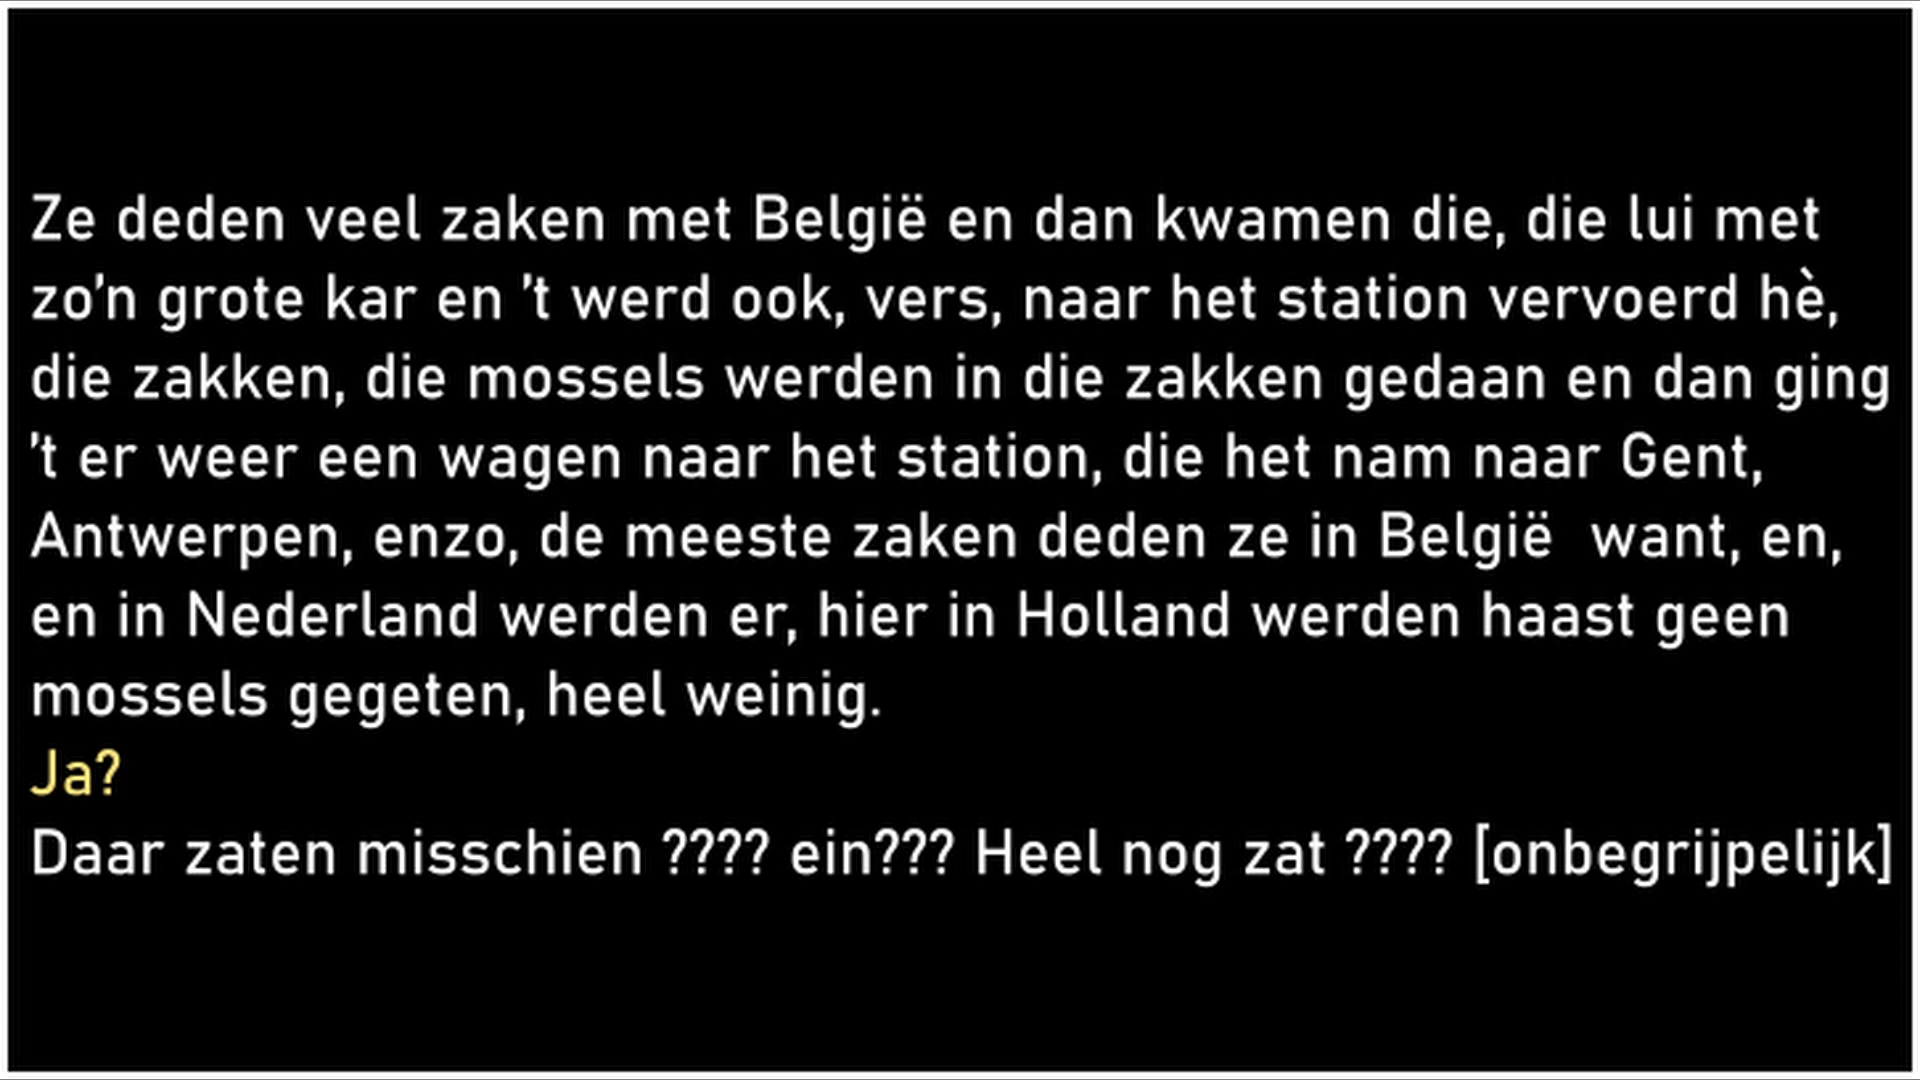 Ze deden veel zaken met België en dan kwamen die, die lui met
zo'n grote kar en 't werd ook, vers, naar het station vervoerd hè,
die zakken, die mossels werden in die zakken gedaan en dan ging
't er weer een wagen naar het station, die het nam naar Gent,
Antwerpen, enzo, de meeste zaken deden ze in België  want, en,
en in Nederland werden er, hier in Holland werden haast geen
mossels gegeten, heel weinig.
Ja?
Daar zaten misschien ???? ein??? Heel nog zat ???? [onbegrijpelijk]